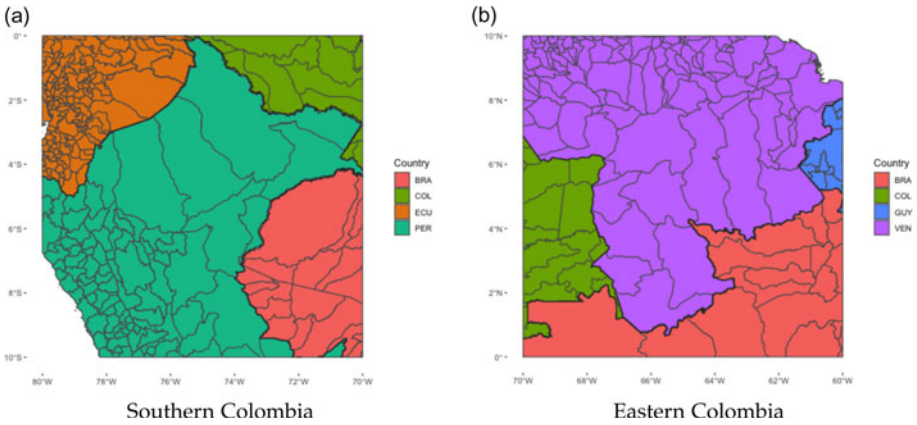 (a)
0°
2°S
4°S
6°S
8°S
10°S
80°W 78°W 76°W 74°W 72°W 70°W
Country
BRA
COL
ECU
PER
Southern Colombia
(b)
10°N
8°N
6°N
4°N
2°N
0°
70°W 68°W 66°W 64°W 62°W 60°W
Country
BRA
COL
GUY
VEN
Eastern Colombia